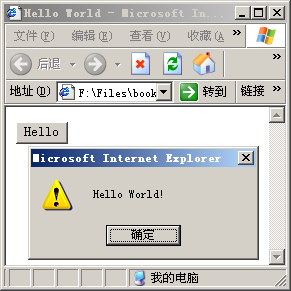 Hello World - Microsoft In...
文件(F) 编辑(E) 查看(V) 收藏(A »
后退 »
地址(D) F:\Files\book 转到 链接 »
Hello
Microsoft Internet Explorer
Hello World!
确定
我的电脑